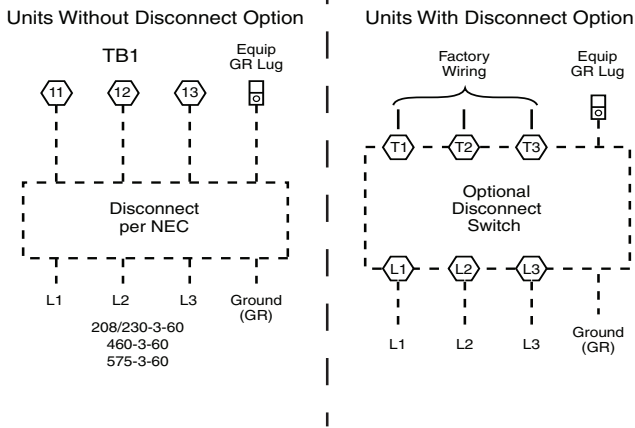 Units Without Disconnect Option
TB1
Equip
GR Lug
11
12
13
Disconnect
per NEC
L1
L2
L3
Ground
(GR)
208/230-3-60
460-3-60
575-3-60
Units With Disconnect Option
Factory
Wiring
Equip
GR Lug
T1
T2
T3
Optional
Disconnect
Switch
L1
L2
L3
L1
L2
L3
Ground
(GR)